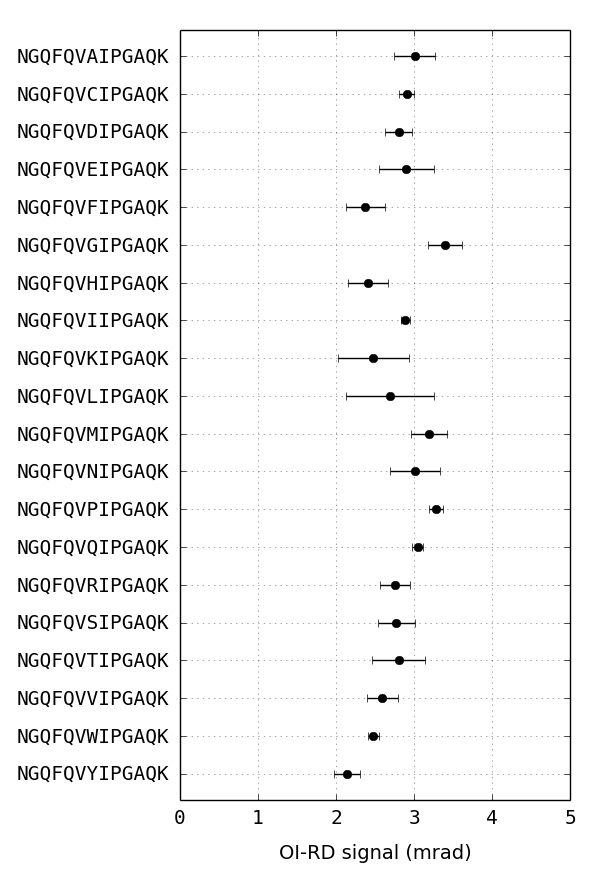 NGQFQVAIPGAQK
NGQFQVCIPGAQK
NGQFQVDIPGAQK
NGQFQVEIPGAQK
NGQFQVFIPGAQK
NGQFQVGIPGAQK
NGQFQVHIPGAQK
NGQFQVIIPGAQK
NGQFQVKIPGAQK
NGQFQVLIPGAQK
NGQFQVMIPGAQK
NGQFQVNIPGAQK
NGQFQVPIPGAQK
NGQFQVQIPGAQK
NGQFQVRIPGAQK
NGQFQVSIPGAQK
NGQFQVTIPGAQK
NGQFQVVIPGAQK
NGQFQVWIPGAQK
NGQFQVYIPGAQK
0 1 2 3 4 5
OI-RD signal (mrad)